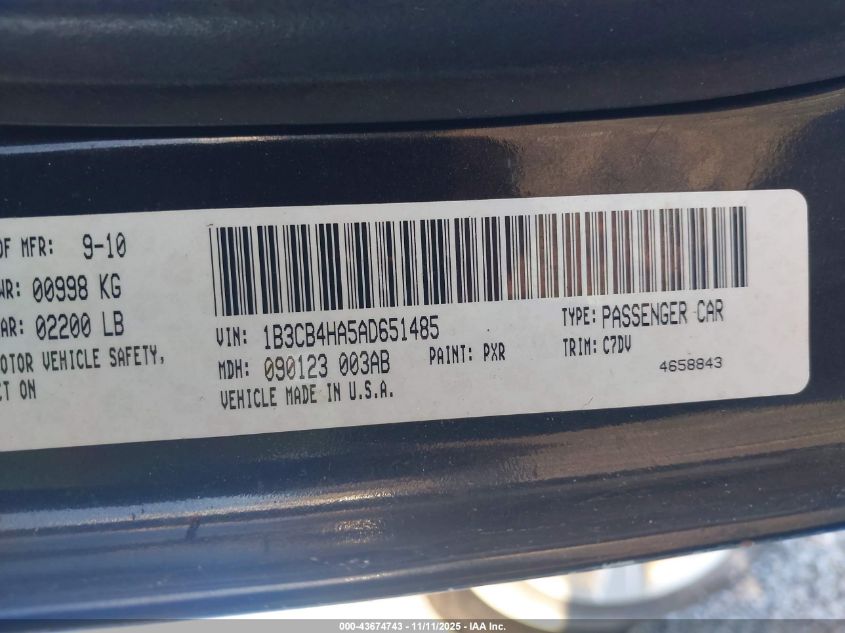 OF MFR: 9-10
WR: 00998 KG
AR: 02200 LB
OTOR VEHICLE SAFETY,
CT ON
VIN: 1B3CB4HA5AD651485
TYPE: PASSENGER CAR
MDH: 090123 003AB
PAINT: PXR
TRIM: C7DV
VEHICLE MADE IN U.S.A.
4658843
000-43674743 - 11/11/2025 - IAA Inc.